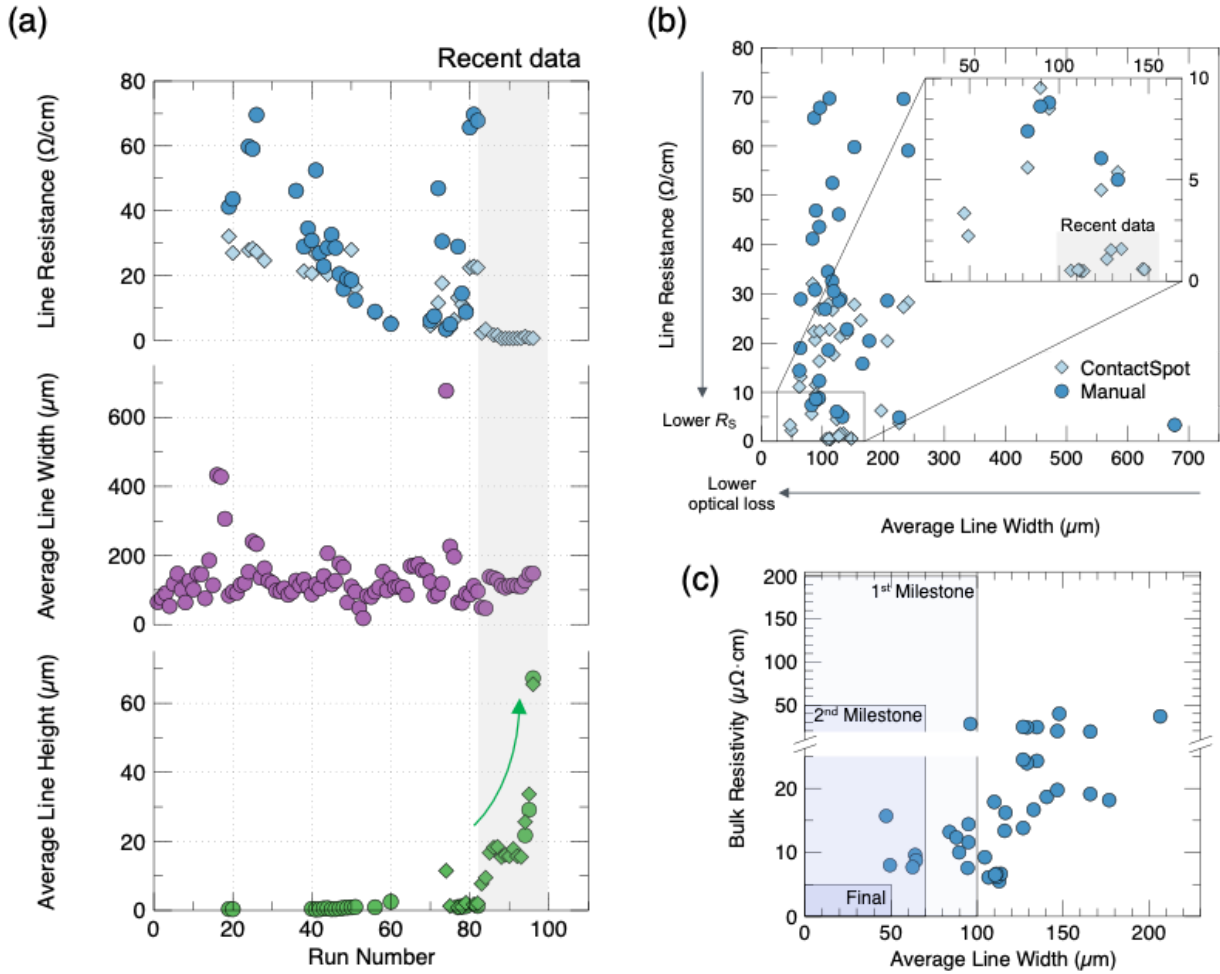 (a)
Recent data
80
60
40
20
0
Line Resistance (Ω/cm)
600
400
200
0
Average Line Width (µm)
60
40
20
0
Average Line Height (µm)
0 20 40 60 80 100
Run Number
(b)
80
70
60
50
40
30
20
10
0
Line Resistance (Ω/cm)
Lower RS
50 100 150
10
5
0
Recent data
ContactSpot
Manual
0 100 200 300 400 500 600 700
Lower
optical loss
Average Line Width (µm)
(c)
200
150
100
50
20
10
0
Bulk Resistivity (µΩ·cm)
1st Milestone
2nd Milestone
Final
0 50 100 150 200
Average Line Width (µm)